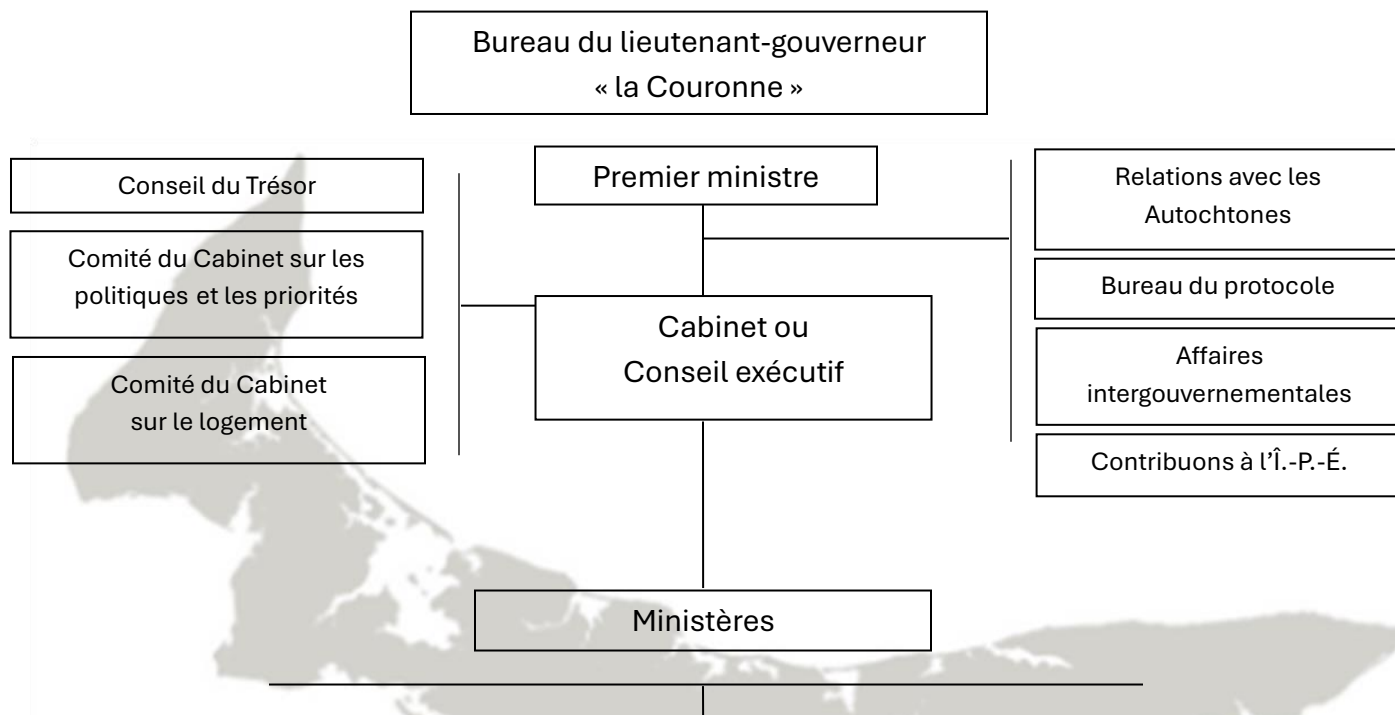 Bureau du lieutenant-gouverneur
« la Couronne »
Premier ministre
Conseil du Trésor
Comité du Cabinet sur les
politiques et les priorités
Comité du Cabinet
sur le logement
Cabinet ou
Conseil exécutif
Relations avec les
Autochtones
Bureau du protocole
Affaires
intergouvernementales
Contribuons à l’Î.-P.-É.
Ministères